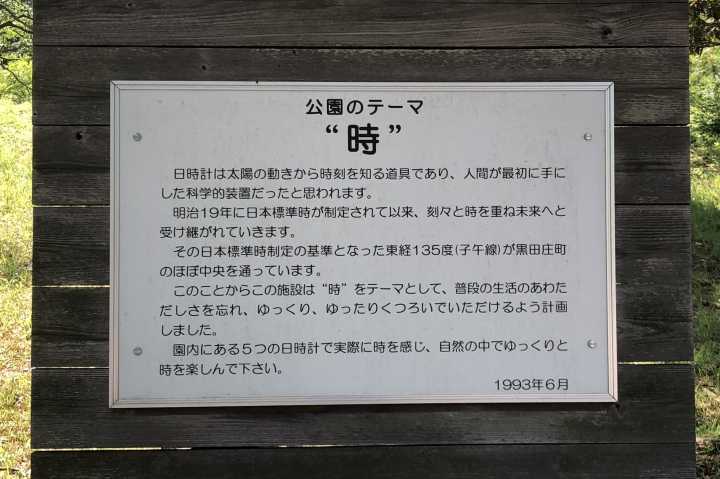 公園のテーマ
“時”
日時計は太陽の動きから時刻を知る道具であり、人間が最初に手に
した科学的装置だったと思われます。
明治19年に日本標準時が制定されて以来、刻々と時を重ね未来へと
受け継がれていきます。
その日本標準時制定の基準となった東経135度(子午線)が黒田庄町
のほぼ中央を通っています。
このことからこの施設は“時”をテーマとして、普段の生活のあわた
だしさを忘れ、ゆっくり、ゆったりくつろいでいただけるよう計画
しました。
園内にある5つの日時計で実際に時を感じ、自然の中でゆっくりと
時を楽しんで下さい。
1993年6月